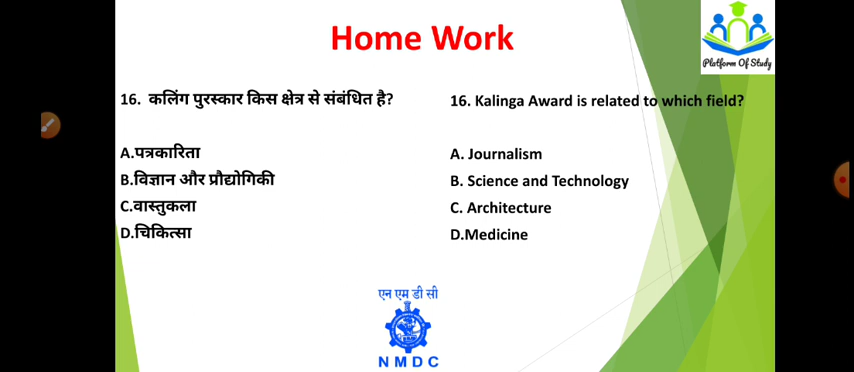 Home Work
Platform Of Study
16. कलिंग पुरस्कार किस क्षेत्र से संबंधित है?
A.पत्रकारिता
B.विज्ञान और प्रौद्योगिकी
C.वास्तुकला
D.चिकित्सा
16. Kalinga Award is related to which field?
A. Journalism
B. Science and Technology
C. Architecture
D.Medicine
एन एम डी सी
NMDC